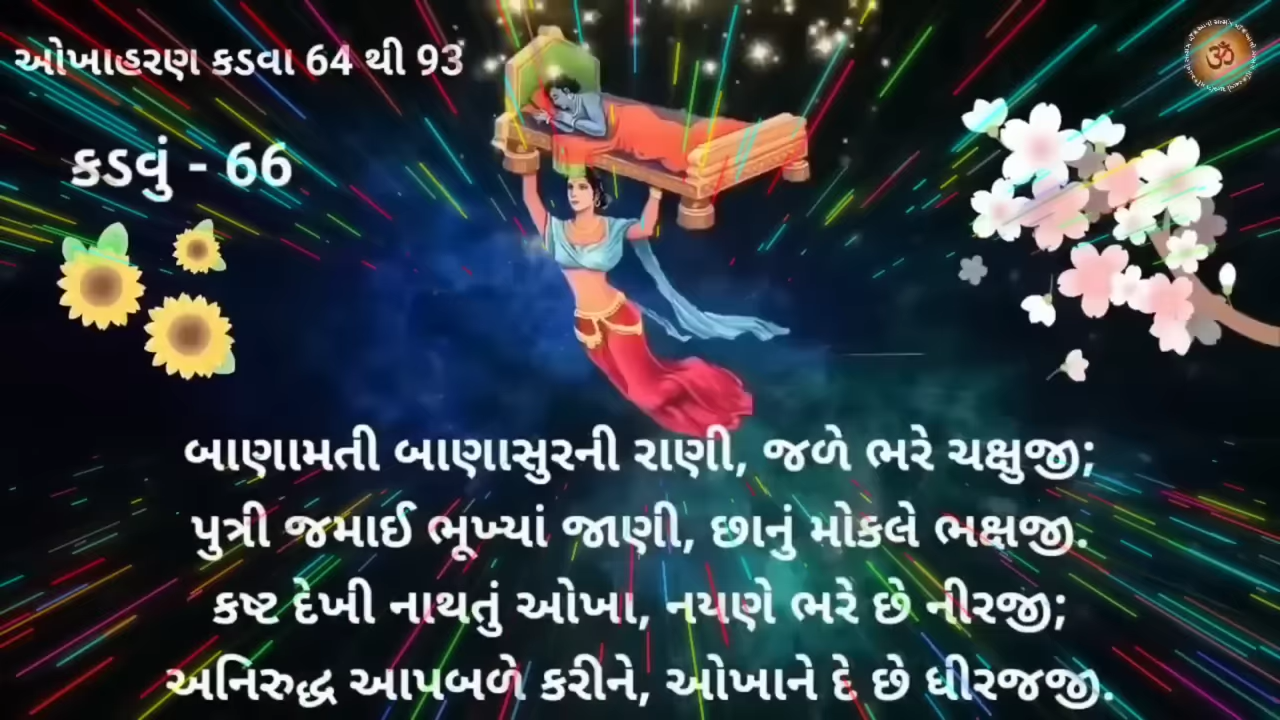 ઓખાહરણ કડવા 64 થી 93
કડવું - 66
બાણામતી બાણાસુરની રાણી, જળે ભરે ચક્ષુજી;
પુત્રી જમાઈ ભૂખ્યાં જાણી, છાનું મોકલે ભક્ષજી.
કષ્ટ દેખી નાથતું ઓખા, નયણે ભરે છે નીરજી;
અનિરુદ્ધ આપબળે કરીને, ઓખાને દે છે ધીરજજી.
ૐ